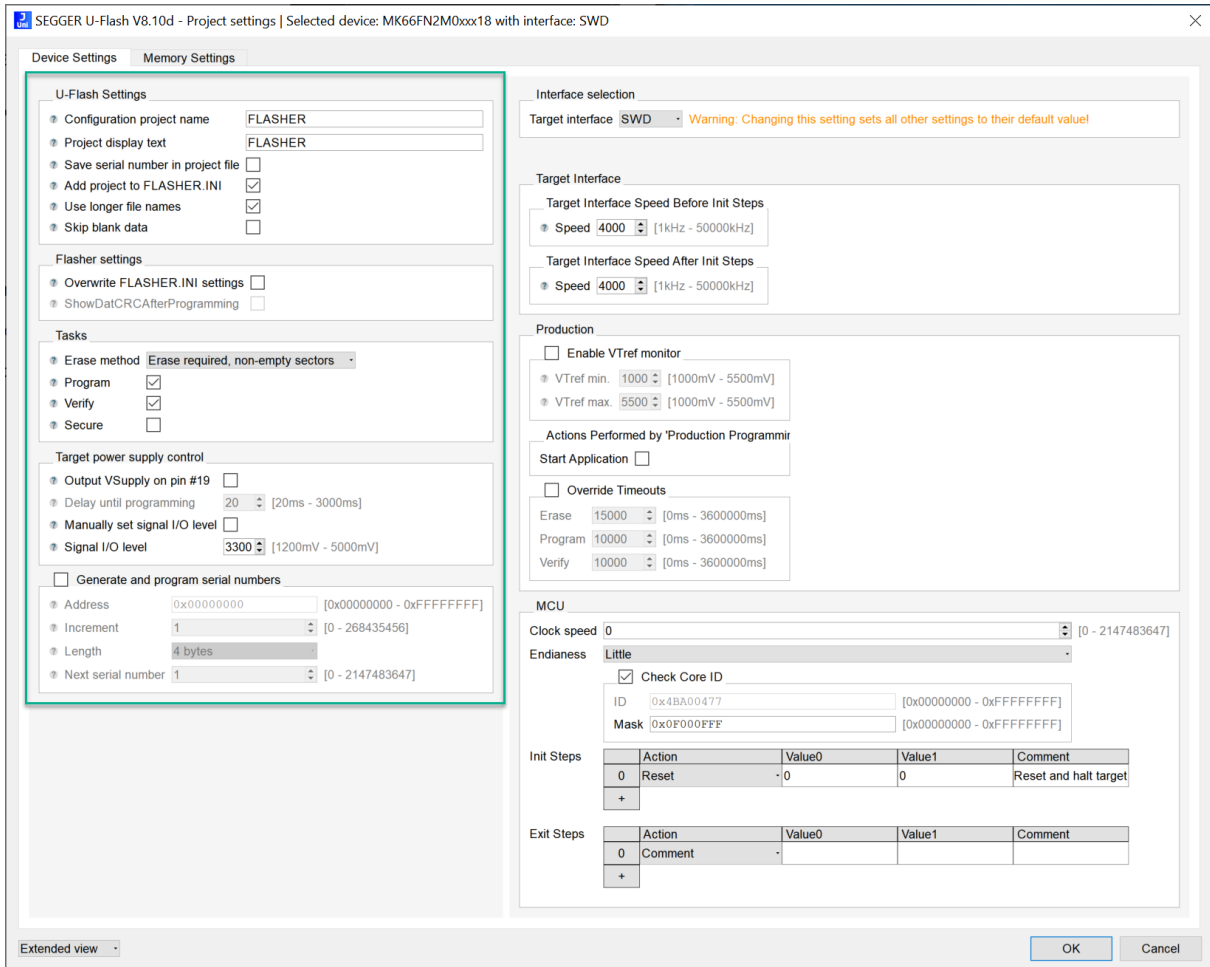 J Uni SEGGER U-Flash V8.10d - Project settings | Selected device: MK66FN2M0xxx18 with interface: SWD
Device Settings Memory Settings
U-Flash Settings
? Configuration project name FLASHER
? Project display text FLASHER
? Save serial number in project file
? Add project to FLASHER.INI
? Use longer file names
? Skip blank data
Flasher settings
? Overwrite FLASHER.INI settings
? ShowDatCRCAfterProgramming
Tasks
? Erase method Erase required, non-empty sectors
? Program
? Verify
? Secure
Target power supply control
? Output VSupply on pin #19
? Delay until programming 20 [20ms - 3000ms]
? Manually set signal I/O level
? Signal I/O level 3300 [1200mV - 5000mV]
Generate and program serial numbers
? Address 0x00000000 [0x00000000 - 0xFFFFFFFF]
? Increment 1 [0 - 268435456]
? Length 4 bytes
? Next serial number 1 [0 - 2147483647]
Interface selection
Target interface SWD Warning: Changing this setting sets all other settings to their default value!
Target Interface
Target Interface Speed Before Init Steps
? Speed 4000 [1kHz - 50000kHz]
Target Interface Speed After Init Steps
? Speed 4000 [1kHz - 50000kHz]
Production
Enable VTref monitor
? VTref min. 1000 [1000mV - 5500mV]
? VTref max. 5500 [1000mV - 5500mV]
Actions Performed by 'Production Programmin
Start Application
Override Timeouts
Erase 15000 [0ms - 3600000ms]
Program 10000 [0ms - 3600000ms]
Verify 10000 [0ms - 3600000ms]
MCU
Clock speed 0 [0 - 2147483647]
Endianess Little
Check Core ID
ID 0x4BA00477 [0x00000000 - 0xFFFFFFFF]
Mask 0x0F000FFF [0x00000000 - 0xFFFFFFFF]
Init Steps Action Value0 Value1 Comment
0 Reset 0 0 Reset and halt target
+
Exit Steps Action Value0 Value1 Comment
0 Comment
+
Extended view OK Cancel